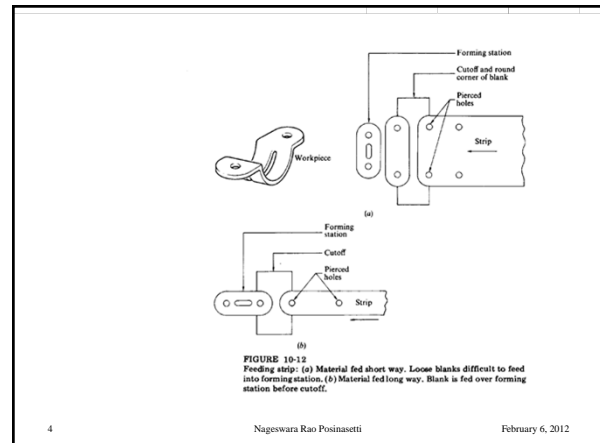 Forming station
Cutoff and round
corner of blank
Pierced
holes
Workpiece
Strip
(a)
Forming
station
Cutoff
Pierced
holes
Strip
(b)
FIGURE 10-12
Feeding strip: (a) Material fed short way. Loose blanks difficult to feed
into forming station. (b) Material fed long way. Blank is fed over forming
station before cutoff.
4
Nageswara Rao Posinasetti
February 6, 2012